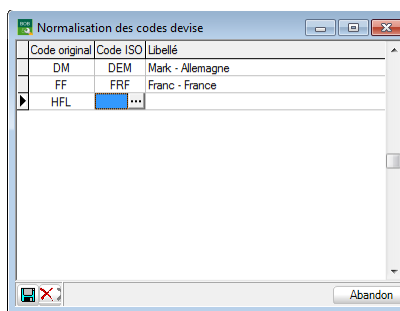 BOB
Normalisation des codes devise
Code original Code ISO Libellé
DM DEM Mark - Allemagne
FF FRF Franc - France
HFL ...
Abandon